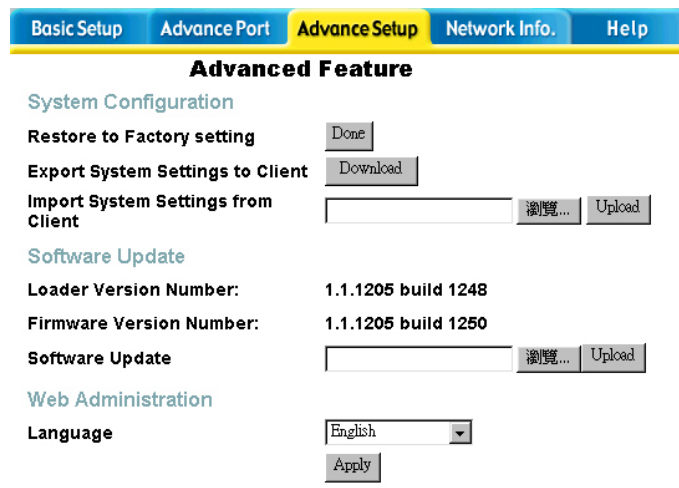 Basic Setup Advance Port Advance Setup Network Info. Help
Advanced Feature
System Configuration
Restore to Factory setting Done
Export System Settings to Client Download
Import System Settings from
Client 瀏覽... Upload
Software Update
Loader Version Number: 1.1.1205 build 1248
Firmware Version Number: 1.1.1205 build 1250
Software Update 瀏覽... Upload
Web Administration
Language English
Apply